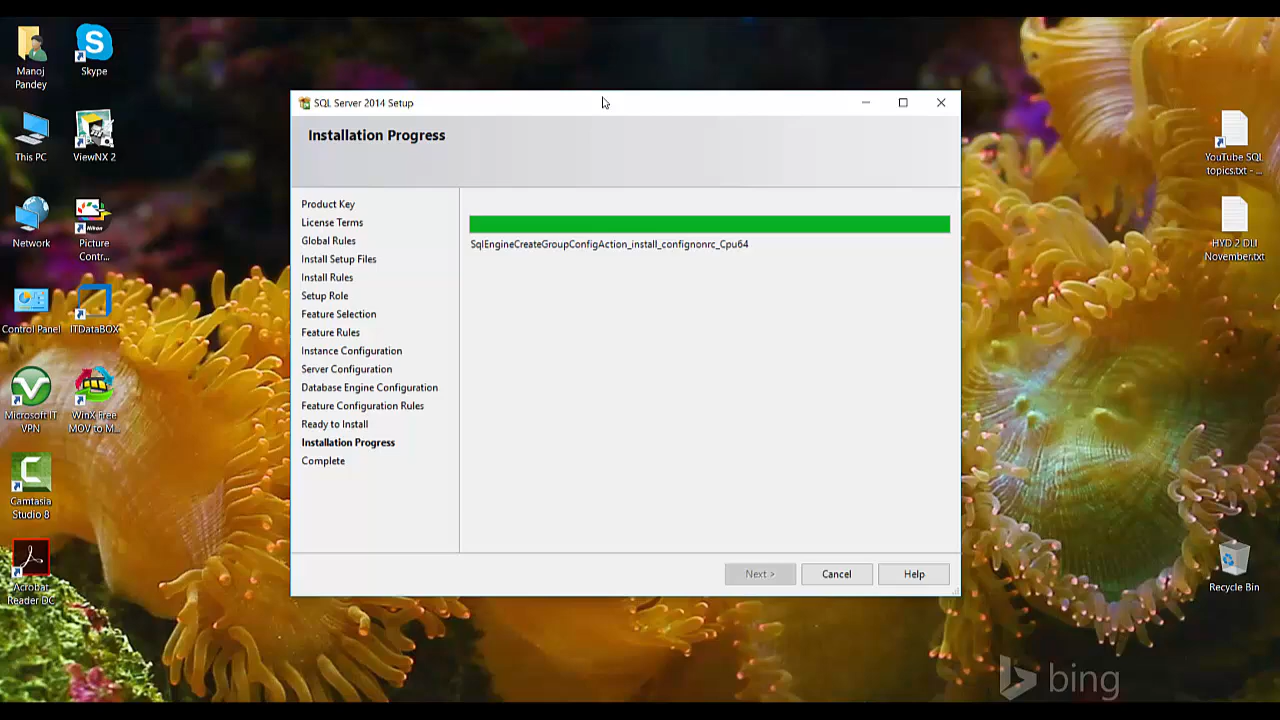 Manoj
Pandey
Skype
This PC
ViewNX 2
Network
Picture
Contr...
Control Panel
ITDataBOX
Microsoft IT
VPN
WinX Free
MOV to M...
Camtasia
Studio 8
Acrobat
Reader DC
SQL Server 2014 Setup
Installation Progress
Product Key
License Terms
Global Rules
Install Setup Files
Install Rules
Setup Role
Feature Selection
Feature Rules
Instance Configuration
Server Configuration
Database Engine Configuration
Feature Configuration Rules
Ready to Install
Installation Progress
Complete
SqlEngineCreateGroupConfigAction_install_confignonrc_Cpu64
Next >
Cancel
Help
YouTube SQL
topics.txt - ...
HYD 2 DLI
November.txt
Recycle Bin
bing